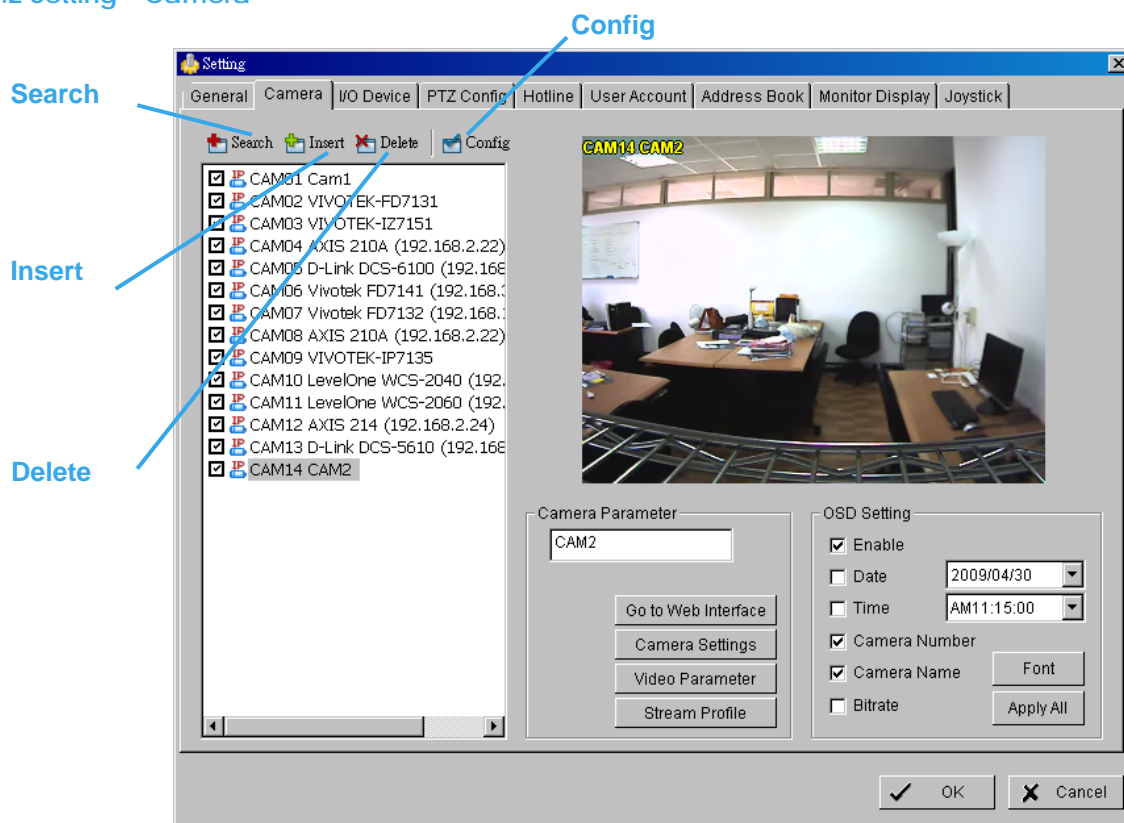 setting - Camera
Config
Search
Insert
Delete
Setting
General Camera I/O Device PTZ Config Hotline User Account Address Book Monitor Display Joystick
Search Insert Delete Config
CAM01 Cam1
CAM02 VIVOTEK-FD7131
CAM03 VIVOTEK-IZ7151
CAM04 AXIS 210A (192.168.2.22)
CAM05 D-Link DCS-6100 (192.168
CAM06 Vivotek FD7141 (192.168.
CAM07 Vivotek FD7132 (192.168.
CAM08 AXIS 210A (192.168.2.22)
CAM09 VIVOTEK-IP7135
CAM10 LevelOne WCS-2040 (192.
CAM11 LevelOne WCS-2060 (192.
CAM12 AXIS 214 (192.168.2.24)
CAM13 D-Link DCS-5610 (192.168
CAM14 CAM2
CAM14 CAM2
Camera Parameter
CAM2
Go to Web Interface
Camera Settings
Video Parameter
Stream Profile
OSD Setting
Enable
Date 2009/04/30
Time AM11:15:00
Camera Number
Camera Name Font
Bitrate Apply All
OK Cancel